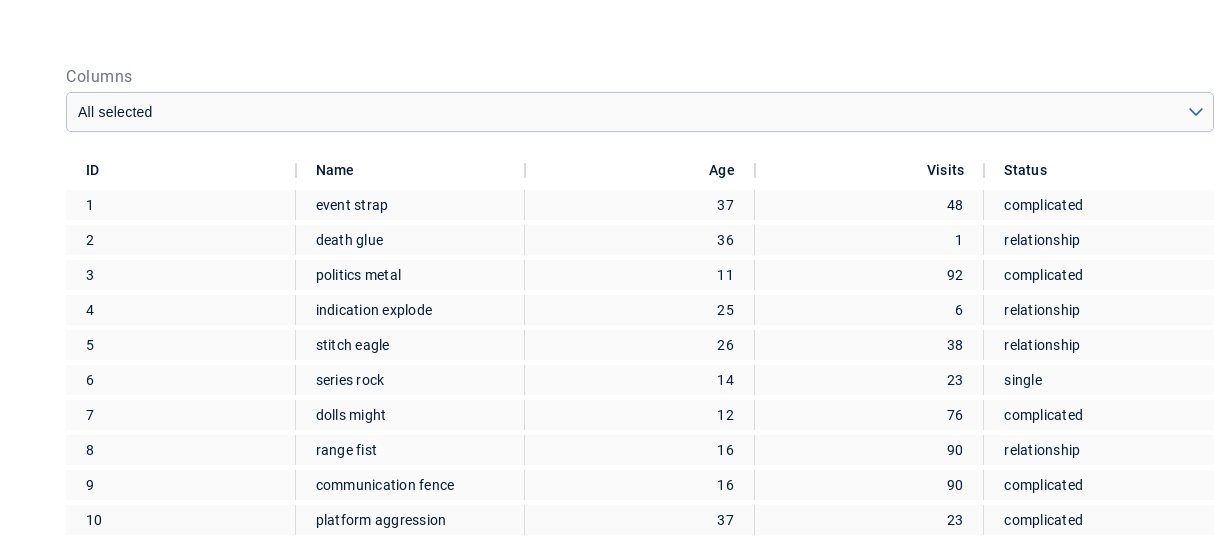 Columns
All selected
ID Name Age Visits Status
1 event strap 37 48 complicated
2 death glue 36 1 relationship
3 politics metal 11 92 complicated
4 indication explode 25 6 relationship
5 stitch eagle 26 38 relationship
6 series rock 14 23 single
7 dolls might 12 76 complicated
8 range fist 16 90 relationship
9 communication fence 16 90 complicated
10 platform aggression 37 23 complicated